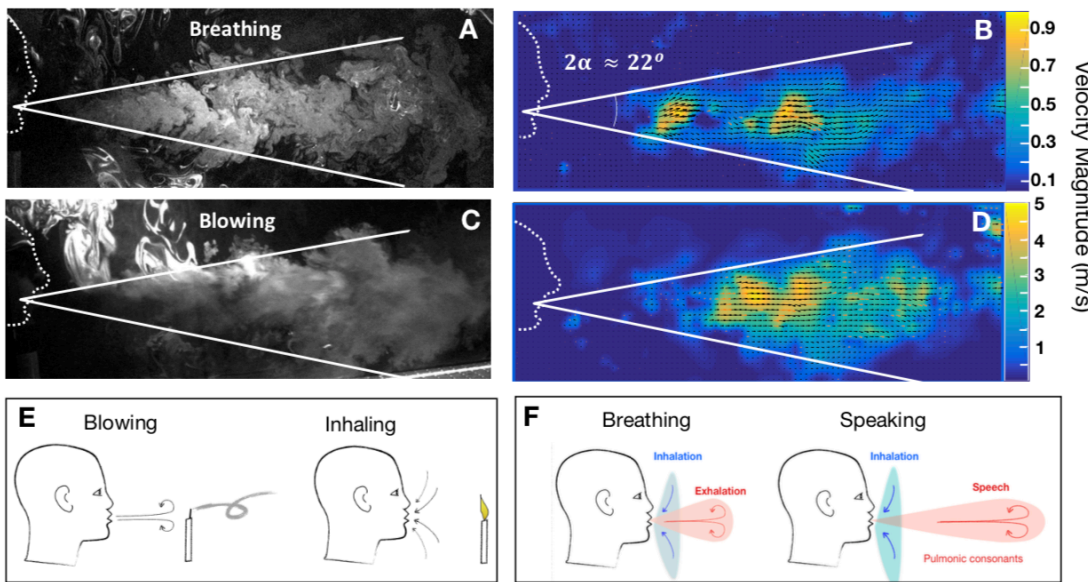 Breathing
A
2α ≈ 22°
B
0.9
0.7
0.5
0.3
0.1
Velocity Magnitude (m/s)
Blowing
C
D
5
4
3
2
1
E
Blowing
Inhaling
F
Breathing
Speaking
Inhalation
Exhalation
Inhalation
Speech
Pulmonic consonants